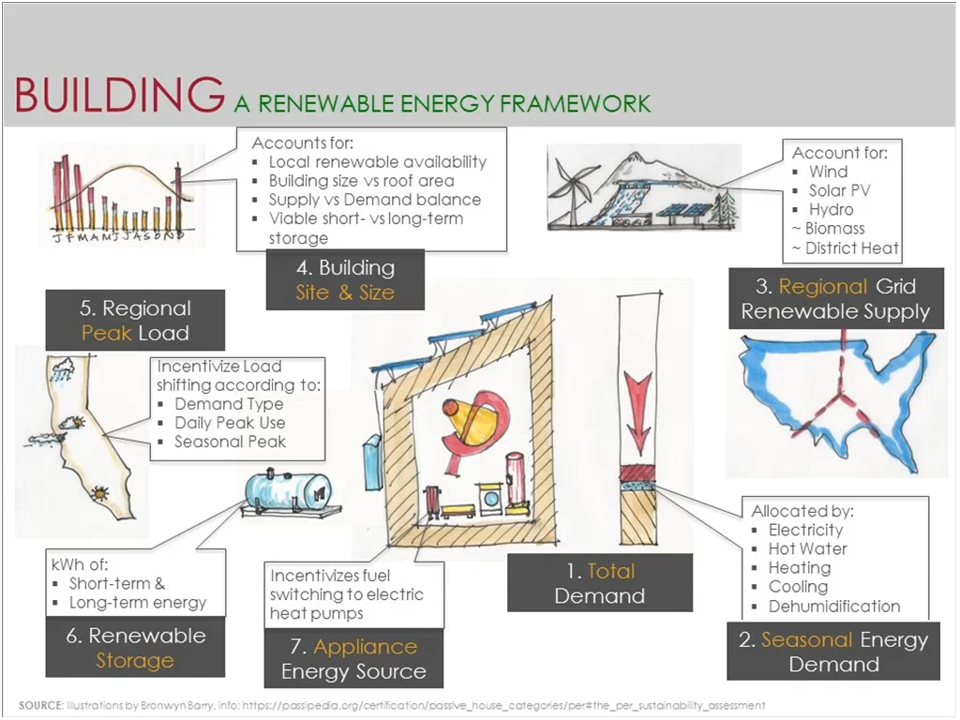 BUILDING A RENEWABLE ENERGY FRAMEWORK
Accounts for:
▪ Local renewable availability
▪ Building size vs roof area
▪ Supply vs Demand balance
▪ Viable short- vs long-term
storage
J F M A M J J A S O N D
4. Building
Site & Size
Account for:
▪ Wind
▪ Solar PV
▪ Hydro
~ Biomass
~ District Heat
3. Regional Grid
Renewable Supply
5. Regional
Peak Load
Incentivize Load
shifting according to:
▪ Demand Type
▪ Daily Peak Use
▪ Seasonal Peak
kWh of:
▪ Short-term &
▪ Long-term energy
6. Renewable
Storage
Incentivizes fuel
switching to electric
heat pumps
7. Appliance
Energy Source
1. Total
Demand
Allocated by:
▪ Electricity
▪ Hot Water
▪ Heating
▪ Cooling
▪ Dehumidification
2. Seasonal Energy
Demand
SOURCE: Illustrations by Bronwyn Barry, info: https://passipedia.org/certification/passive_house_categories/per#the_per_sustainability_assessment